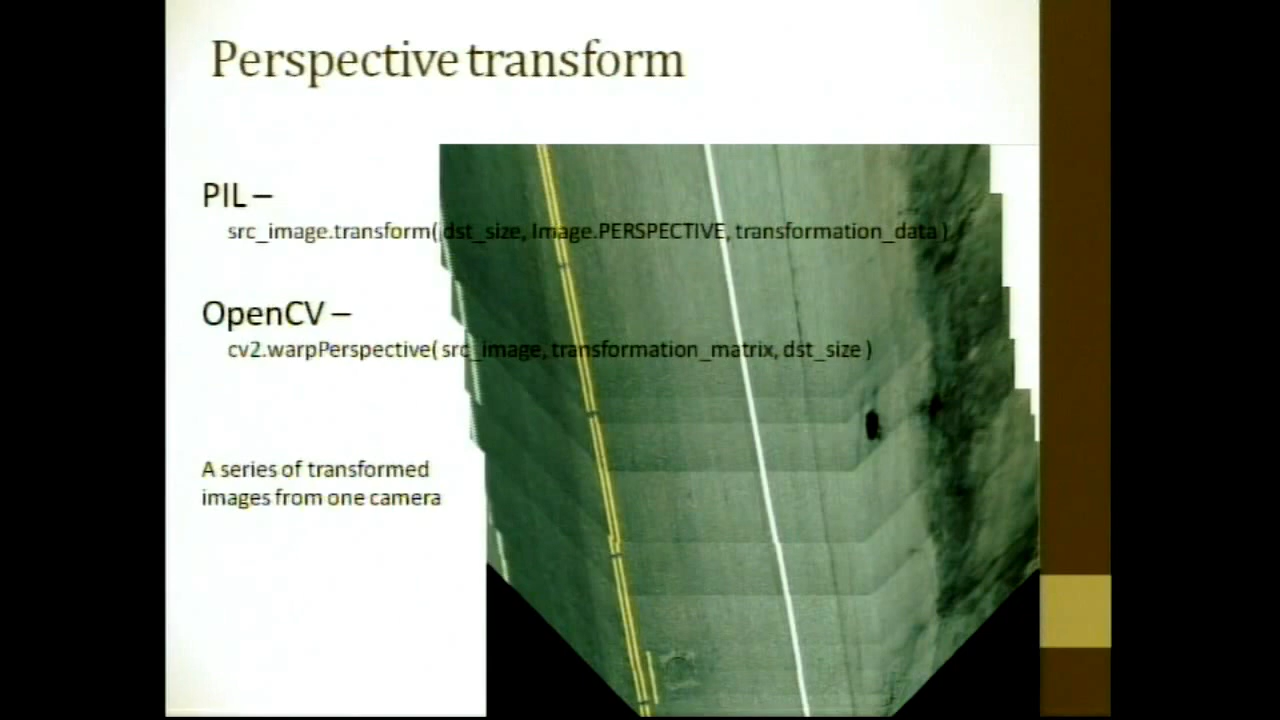 Perspective transform
PIL –
src_image.transform( dst_size, Image.PERSPECTIVE, transformation_data )
OpenCV –
cv2.warpPerspective( src_image, transformation_matrix, dst_size )
A series of transformed
images from one camera